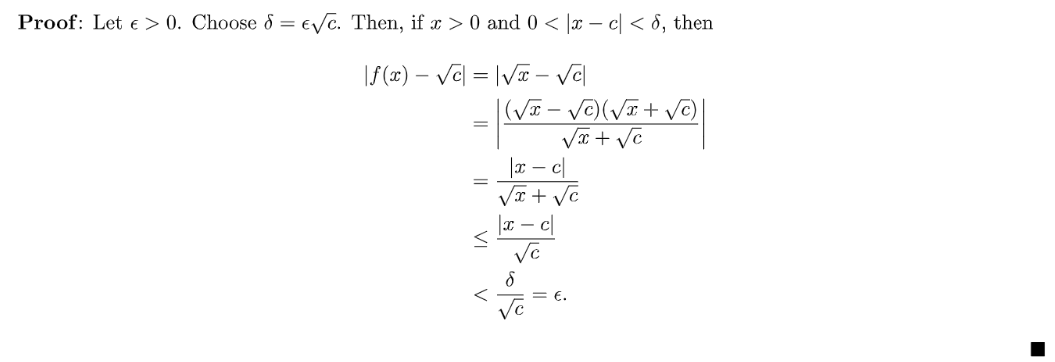 Proof: Let ϵ > 0. Choose δ = ϵ√c. Then, if x > 0 and 0 < |x − c| < δ, then
|f(x) − √c| = |√x − √c|
= |(√x − √c)(√x + √c) / (√x + √c)|
= |x − c| / (√x + √c)
≤ |x − c| / √c
< δ / √c = ϵ.
■